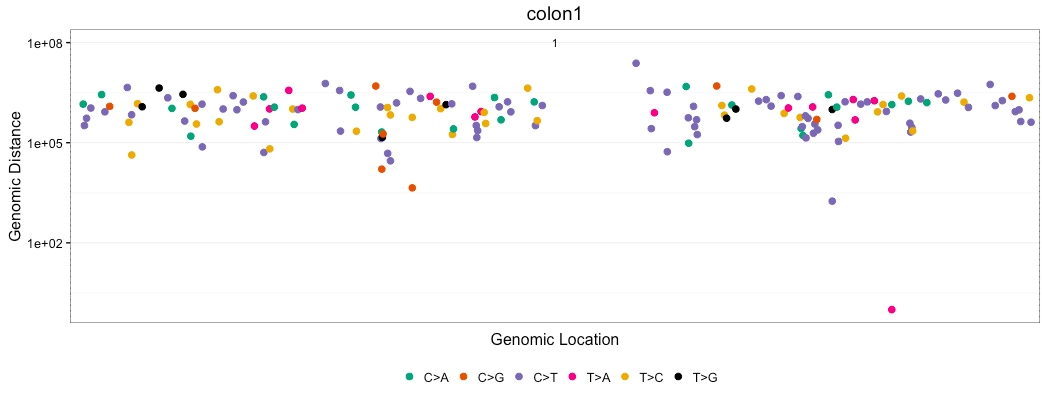 colon1
1e+08
1
1e+05
1e+02
Genomic Distance
Genomic Location
C>A C>G C>T T>A T>C T>G